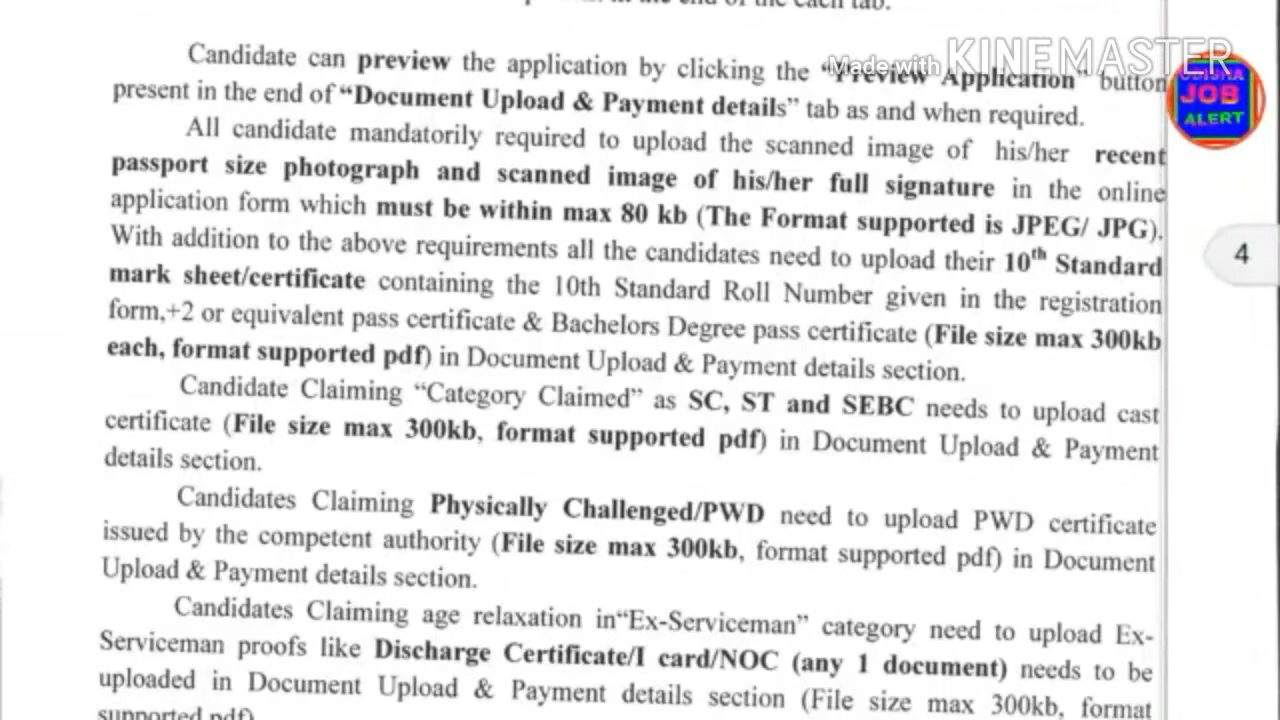 in the end of the each tab.
Candidate can preview the application by clicking the “Preview Application” button
present in the end of “Document Upload & Payment details” tab as and when required.
All candidate mandatorily required to upload the scanned image of his/her recent
passport size photograph and scanned image of his/her full signature in the online
application form which must be within max 80 kb (The Format supported is JPEG/ JPG).
With addition to the above requirements all the candidates need to upload their 10th Standard
mark sheet/certificate containing the 10th Standard Roll Number given in the registration
form,+2 or equivalent pass certificate & Bachelors Degree pass certificate (File size max 300kb
each, format supported pdf) in Document Upload & Payment details section.
Candidate Claiming “Category Claimed” as SC, ST and SEBC needs to upload cast
certificate (File size max 300kb, format supported pdf) in Document Upload & Payment
details section.
Candidates Claiming Physically Challenged/PWD need to upload PWD certificate
issued by the competent authority (File size max 300kb, format supported pdf) in Document
Upload & Payment details section.
Candidates Claiming age relaxation in“Ex-Serviceman” category need to upload Ex-
Serviceman proofs like Discharge Certificate/I card/NOC (any 1 document) needs to be
uploaded in Document Upload & Payment details section (File size max 300kb, format
supported pdf)
Made with KINEMASTER
ODISHA
JOB
ALERT
4